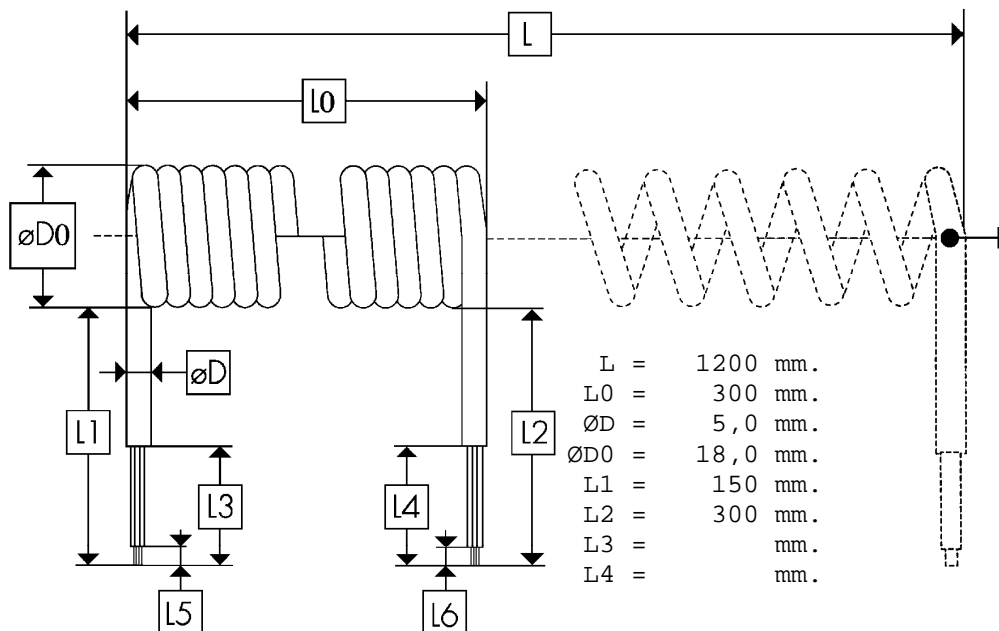 L
L0
øD0
øD
L1
L2
L3
L4
L5
L6
L = 1200 mm.
L0 = 300 mm.
ØD = 5,0 mm.
ØD0 = 18,0 mm.
L1 = 150 mm.
L2 = 300 mm.
L3 = mm.
L4 = mm.